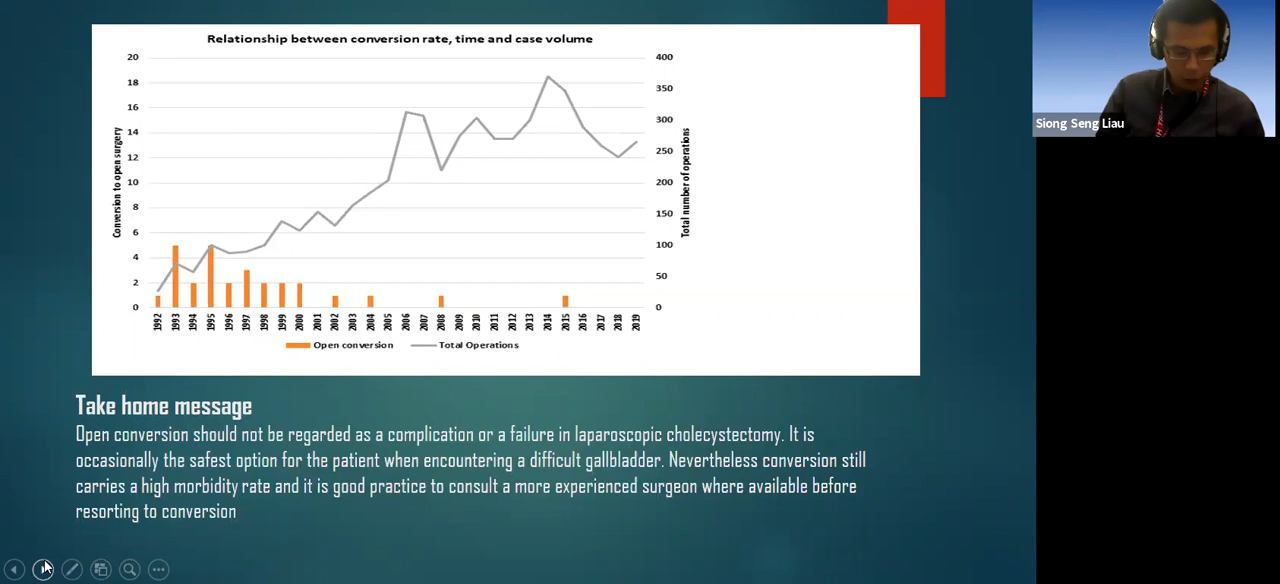 Relationship between conversion rate, time and case volume
20
18
16
14
12
10
8
6
4
2
0
Conversion to open surgery
400
350
300
250
200
150
100
50
0
Total number of operations
1992 1993 1994 1995 1996 1997 1998 1999 2000 2001 2002 2003 2004 2005 2006 2007 2008 2009 2010 2011 2012 2013 2014 2015 2016 2017 2018 2019
Open conversion Total Operations
Siong Seng Liau
Take home message
Open conversion should not be regarded as a complication or a failure in laparoscopic cholecystectomy. It is
occasionally the safest option for the patient when encountering a difficult gallbladder. Nevertheless conversion still
carries a high morbidity rate and it is good practice to consult a more experienced surgeon where available before
resorting to conversion